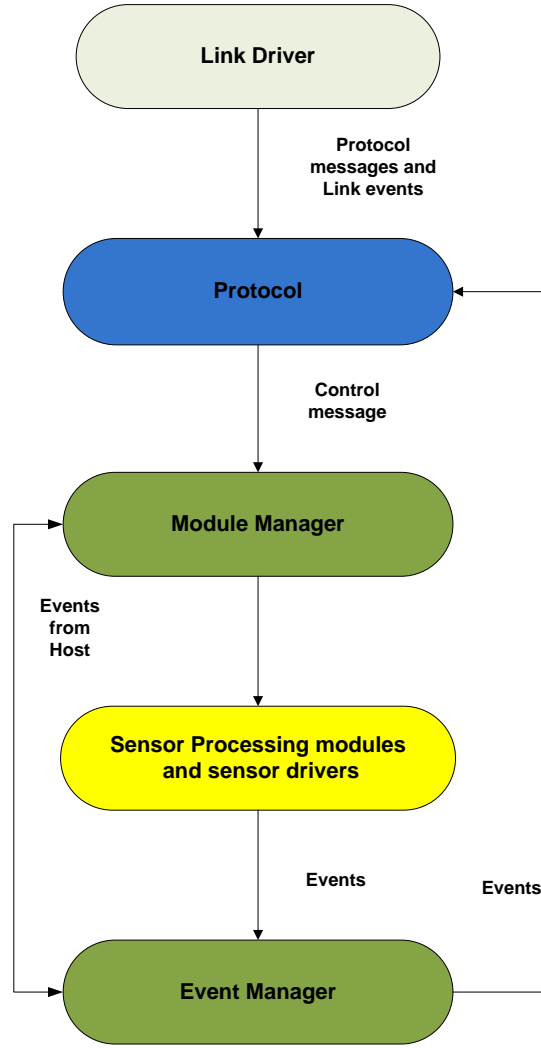 Link Driver
Protocol
messages and
Link events
Protocol
Control
message
Module Manager
Events
from
Host
Sensor Processing modules
and sensor drivers
Events
Events
Event Manager